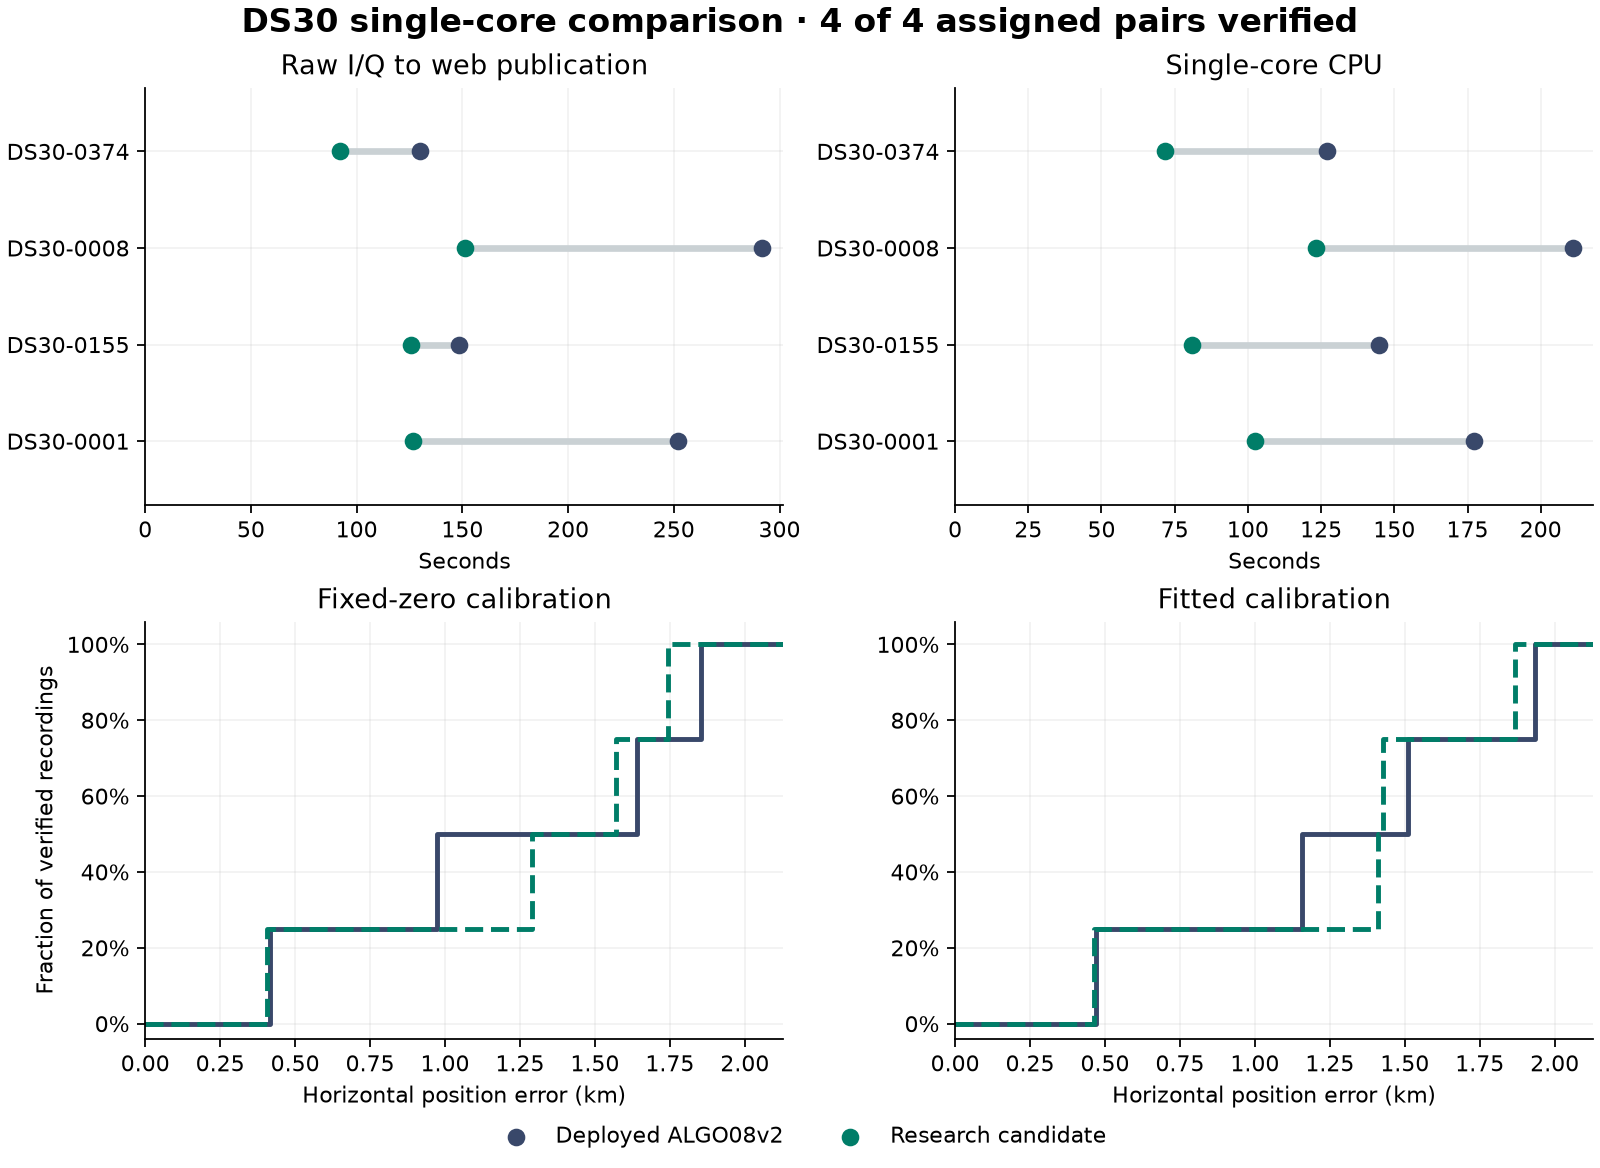 DS30 single-core comparison · 4 of 4 assigned pairs verified
Raw I/Q to web publication
DS30-0374
DS30-0008
DS30-0155
DS30-0001
0 50 100 150 200 250 300
Seconds
Single-core CPU
DS30-0374
DS30-0008
DS30-0155
DS30-0001
0 25 50 75 100 125 150 175 200
Seconds
Fixed-zero calibration
Fraction of verified recordings
100%
80%
60%
40%
20%
0%
0.00 0.25 0.50 0.75 1.00 1.25 1.50 1.75 2.00
Horizontal position error (km)
Fitted calibration
100%
80%
60%
40%
20%
0%
0.00 0.25 0.50 0.75 1.00 1.25 1.50 1.75 2.00
Horizontal position error (km)
Deployed ALGO08v2
Research candidate